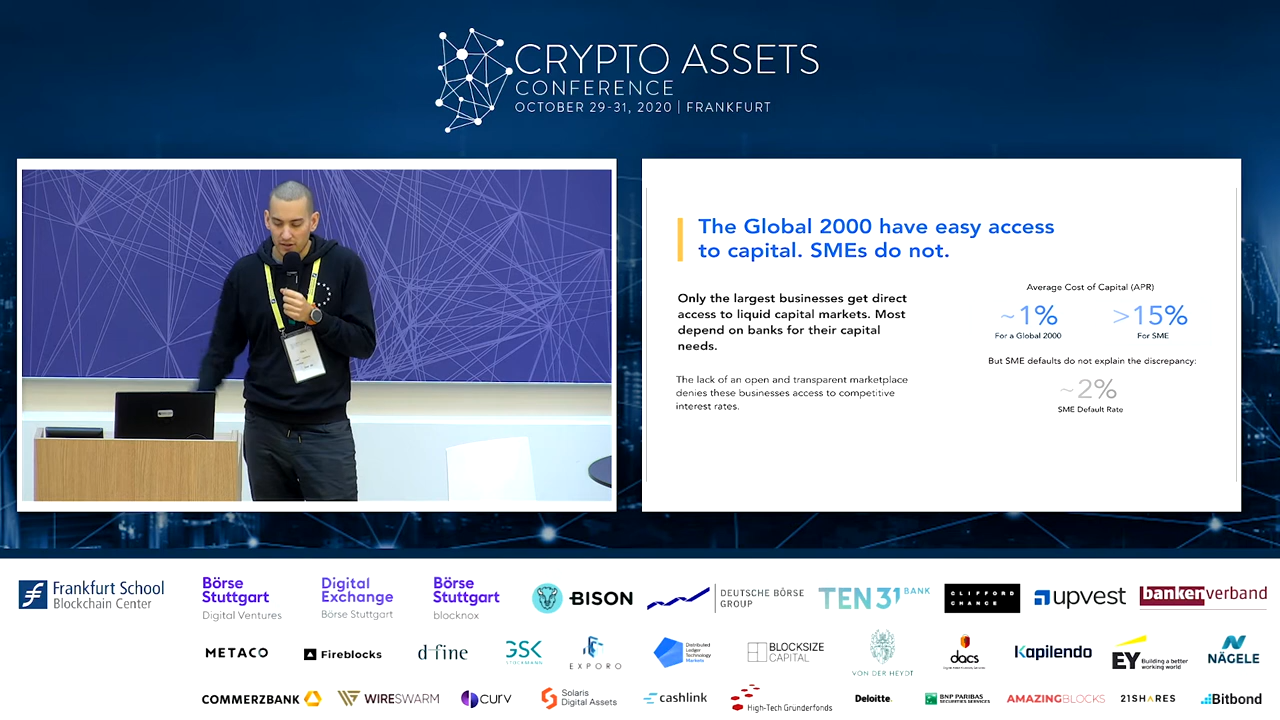 CRYPTO ASSETS
CONFERENCE
OCTOBER 29-31, 2020 | FRANKFURT
The Global 2000 have easy access
to capital. SMEs do not.
Only the largest businesses get direct
access to liquid capital markets. Most
depend on banks for their capital
needs.
The lack of an open and transparent marketplace
denies these businesses access to competitive
interest rates.
Average Cost of Capital (APR)
~1% >15%
For a Global 2000 For SME
But SME defaults do not explain the discrepancy:
~2%
SME Default Rate
Frankfurt School
Blockchain Center
Börse
Stuttgart
Digital Ventures
Digital
Exchange
Börse Stuttgart
Börse
Stuttgart
blocknox
BISON
DEUTSCHE BÖRSE
GROUP
TEN31 BANK
CLIFFORD
CHANCE
upvest
bankenverband
METACO
Fireblocks
d-fine
GSK
STOCKMANN
EXPORO
Distributed
Ledger
Technology
Markets
BLOCKSIZE
CAPITAL
VON DER HEYDT
dacs
Kapilendo
EY
Building a better
working world
NÄGELE
COMMERZBANK
WIRESWARM
curv
Solaris
Digital Assets
cashlink
High-Tech Gründerfonds
Deloitte.
BNP PARIBAS
SECURITIES SERVICES
AMAZINGBLOCKS
21SHARES
Bitbond